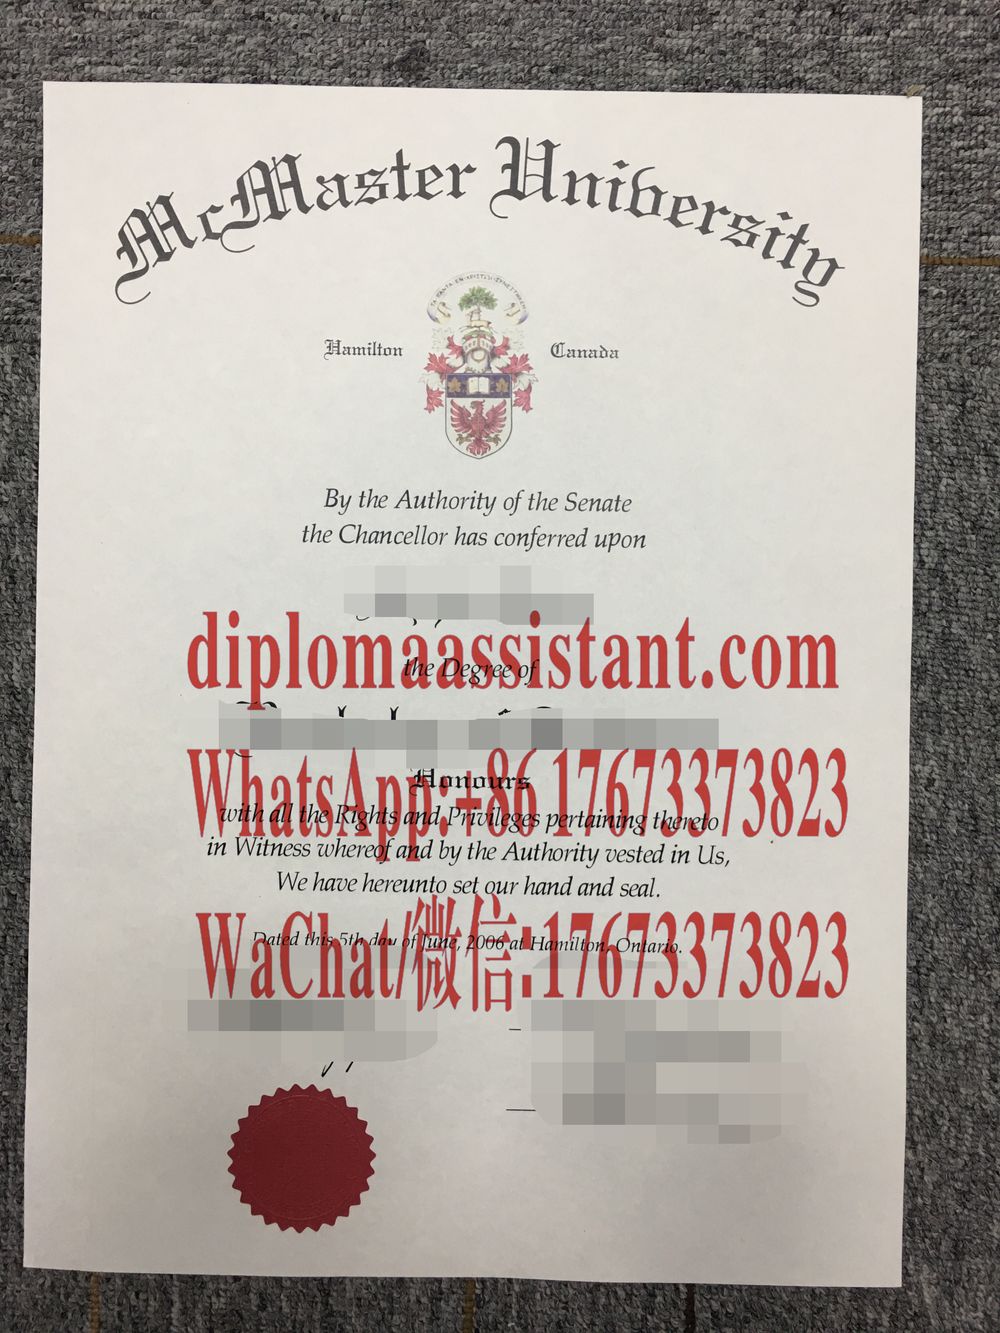 McMaster University
Hamilton Canada
By the Authority of the Senate
the Chancellor has conferred upon
diplomaassistant.com
the Degree of
Honours
WhatsApp:+86 17673373823
with all the Rights and Privileges pertaining thereto
in Witness whereof and by the Authority vested in Us,
We have hereunto set our hand and seal.
Dated this 5th day of June, 2006 at Hamilton, Ontario.
WaChat/微信:17673373823